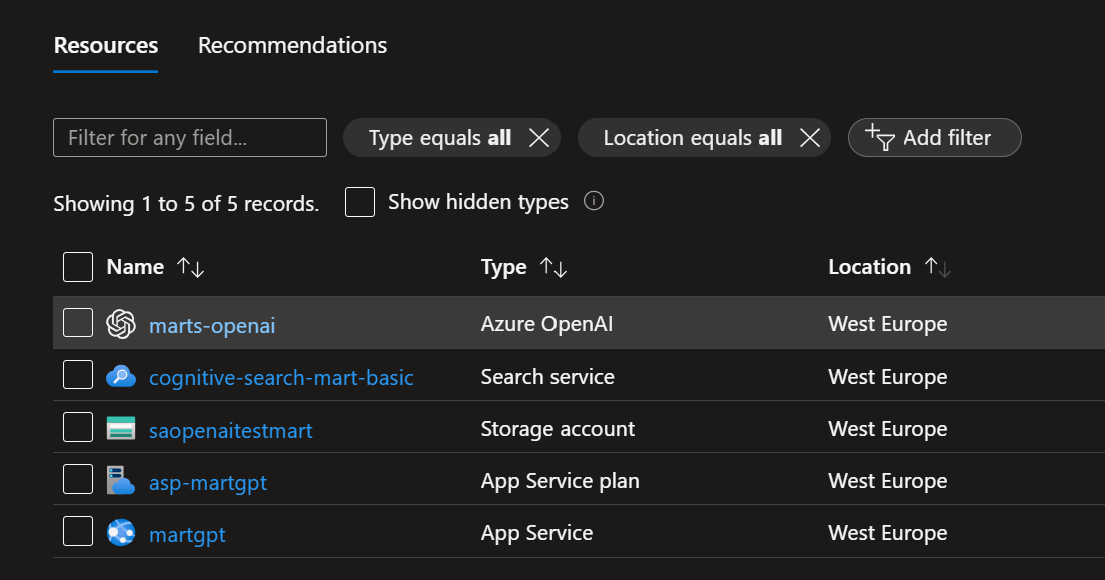 Resources Recommendations
Filter for any field... Type equals all Location equals all Add filter
Showing 1 to 5 of 5 records. Show hidden types
Name Type Location
marts-openai Azure OpenAI West Europe
cognitive-search-mart-basic Search service West Europe
saopenaitestmart Storage account West Europe
asp-martgpt App Service plan West Europe
martgpt App Service West Europe